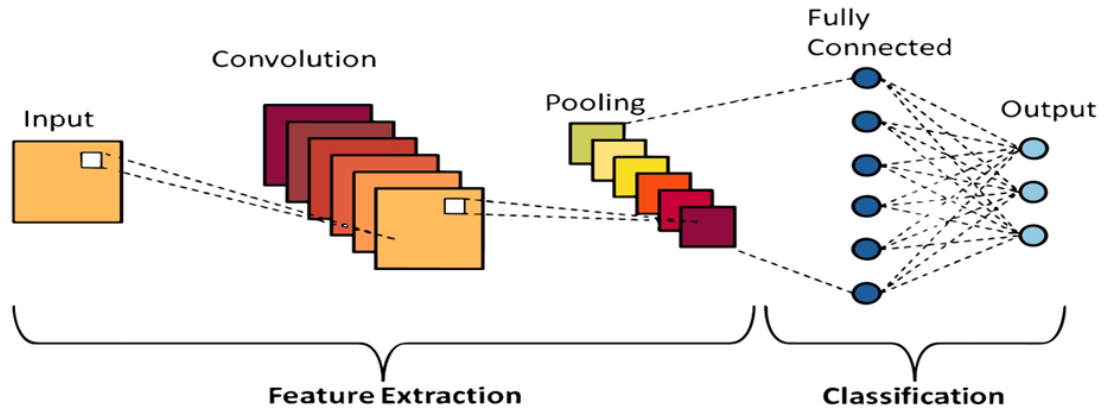 Input
Convolution
Pooling
Fully
Connected
Output
Feature Extraction
Classification